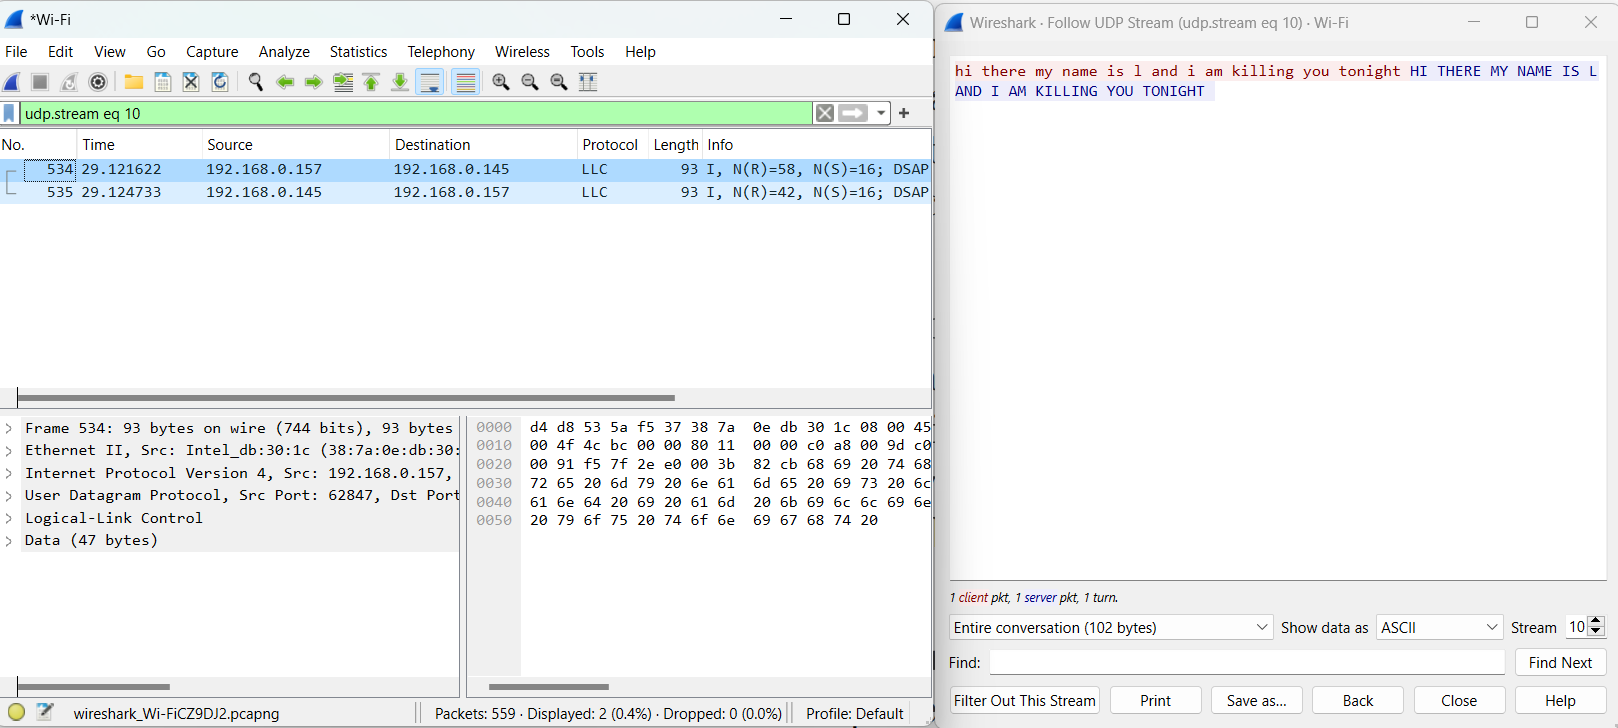 *Wi-Fi
File Edit View Go Capture Analyze Statistics Telephony Wireless Tools Help
udp.stream eq 10
No. Time Source Destination Protocol Length Info
534 29.121622 192.168.0.157 192.168.0.145 LLC 93 I, N(R)=58, N(S)=16; DSAP
535 29.124733 192.168.0.145 192.168.0.157 LLC 93 I, N(R)=42, N(S)=16; DSAP
Frame 534: 93 bytes on wire (744 bits), 93 bytes
Ethernet II, Src: Intel_db:30:1c (38:7a:0e:db:30:
Internet Protocol Version 4, Src: 192.168.0.157,
User Datagram Protocol, Src Port: 62847, Dst Port
Logical-Link Control
Data (47 bytes)
0000 d4 d8 53 5a f5 37 38 7a 0e db 30 1c 08 00 45
0010 00 4f 4c bc 00 00 80 11 00 00 c0 a8 00 9d c0
0020 00 91 f5 7f 2e e0 00 3b 82 cb 68 69 20 74 68
0030 72 65 20 6d 79 20 6e 61 6d 65 20 69 73 20 6c
0040 61 6e 64 20 69 20 61 6d 20 6b 69 6c 6c 69 6e
0050 20 79 6f 75 20 74 6f 6e 69 67 68 74 20
wireshark_Wi-FiCZ9DJ2.pcapng
Packets: 559 · Displayed: 2 (0.4%) · Dropped: 0 (0.0%)
Profile: Default
Wireshark · Follow UDP Stream (udp.stream eq 10) · Wi-Fi
hi there my name is l and i am killing you tonight HI THERE MY NAME IS L
AND I AM KILLING YOU TONIGHT
1 client pkt, 1 server pkt, 1 turn.
Entire conversation (102 bytes) Show data as ASCII Stream 10
Find: Find Next
Filter Out This Stream Print Save as... Back Close Help